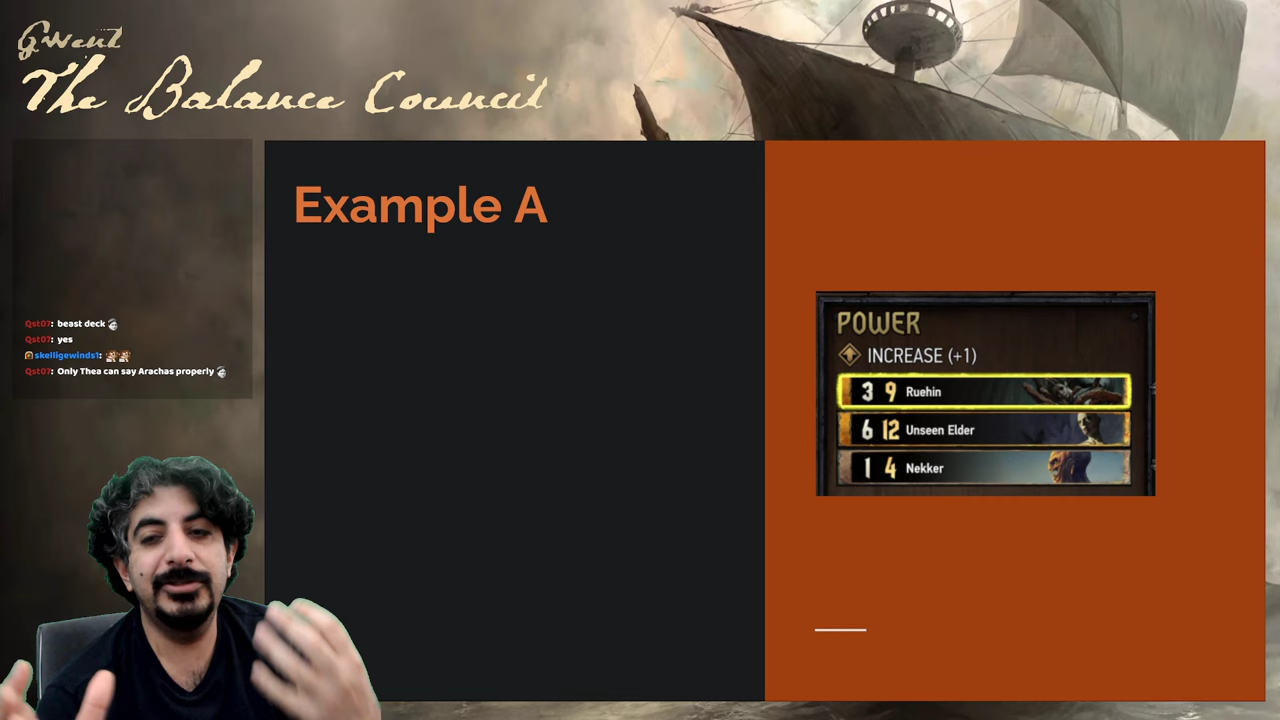 Gwent
The Balance Council
Example A
Qst07: beast deck
Qst07: yes
skelligewinds1:
Qst07: Only Thea can say Arachas properly
POWER
INCREASE (+1)
3 9 Ruehin
6 12 Unseen Elder
1 4 Nekker